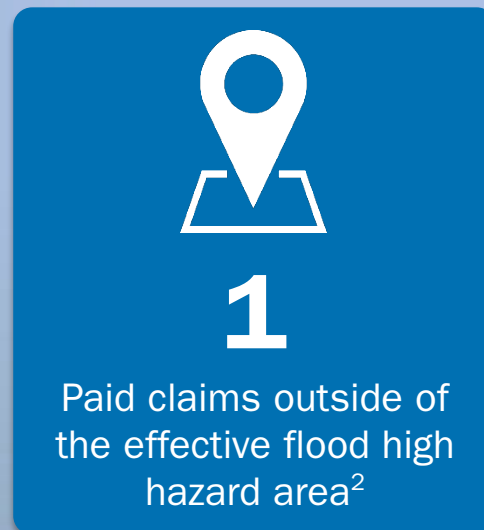 1
Paid claims outside of
the effective flood high
hazard area²